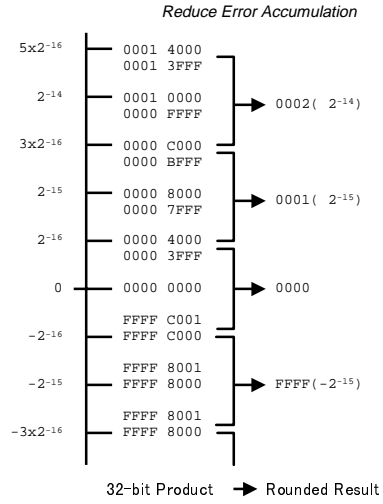 Reduce Error Accumulation
5x2⁻¹⁶ 0001 4000
0001 3FFF
2⁻¹⁴ 0001 0000 0002( 2⁻¹⁴)
0000 FFFF
3x2⁻¹⁶ 0000 C000
0000 BFFF
2⁻¹⁵ 0000 8000 0001( 2⁻¹⁵)
0000 7FFF
2⁻¹⁶ 0000 4000
0000 3FFF
0 0000 0000 0000
FFFF C001
-2⁻¹⁶ FFFF C000
FFFF 8001
-2⁻¹⁵ FFFF 8000 FFFF(-2⁻¹⁵)
FFFF 8001
-3x2⁻¹⁶ FFFF 8000
32-bit Product → Rounded Result